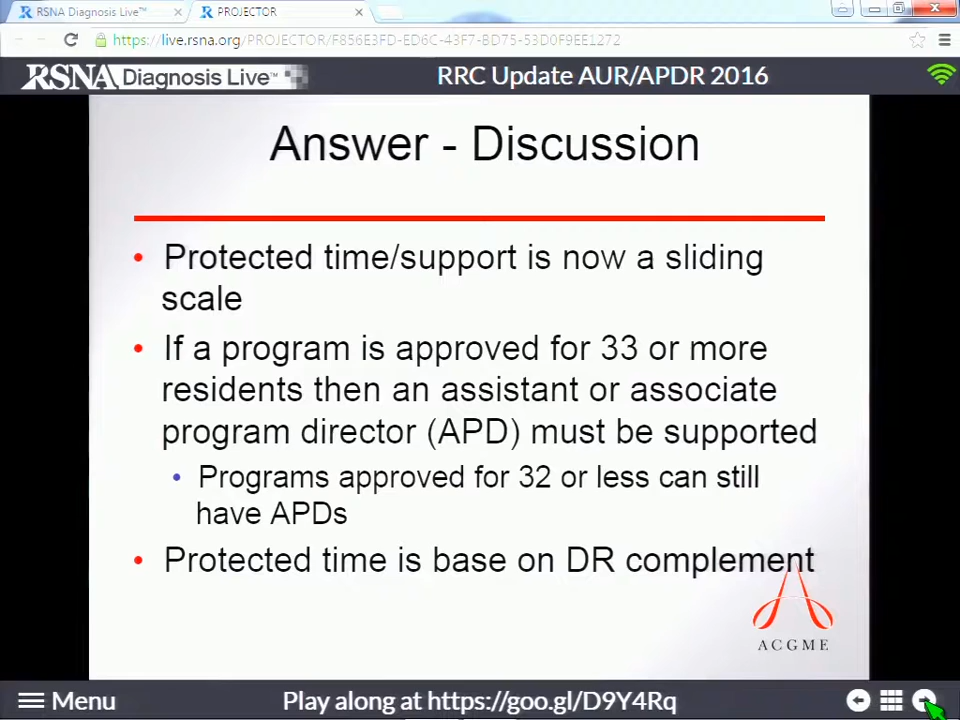 RSNA Diagnosis Live™
PROJECTOR
https://live.rsna.org/PROJECTOR/F856E3FD-ED6C-43F7-BD75-53D0F9EE1272
RSNA Diagnosis Live™
RRC Update AUR/APDR 2016
Answer - Discussion
• Protected time/support is now a sliding
scale
• If a program is approved for 33 or more
residents then an assistant or associate
program director (APD) must be supported
• Programs approved for 32 or less can still
have APDs
• Protected time is base on DR complement
ACGME
Menu
Play along at https://goo.gl/D9Y4Rq